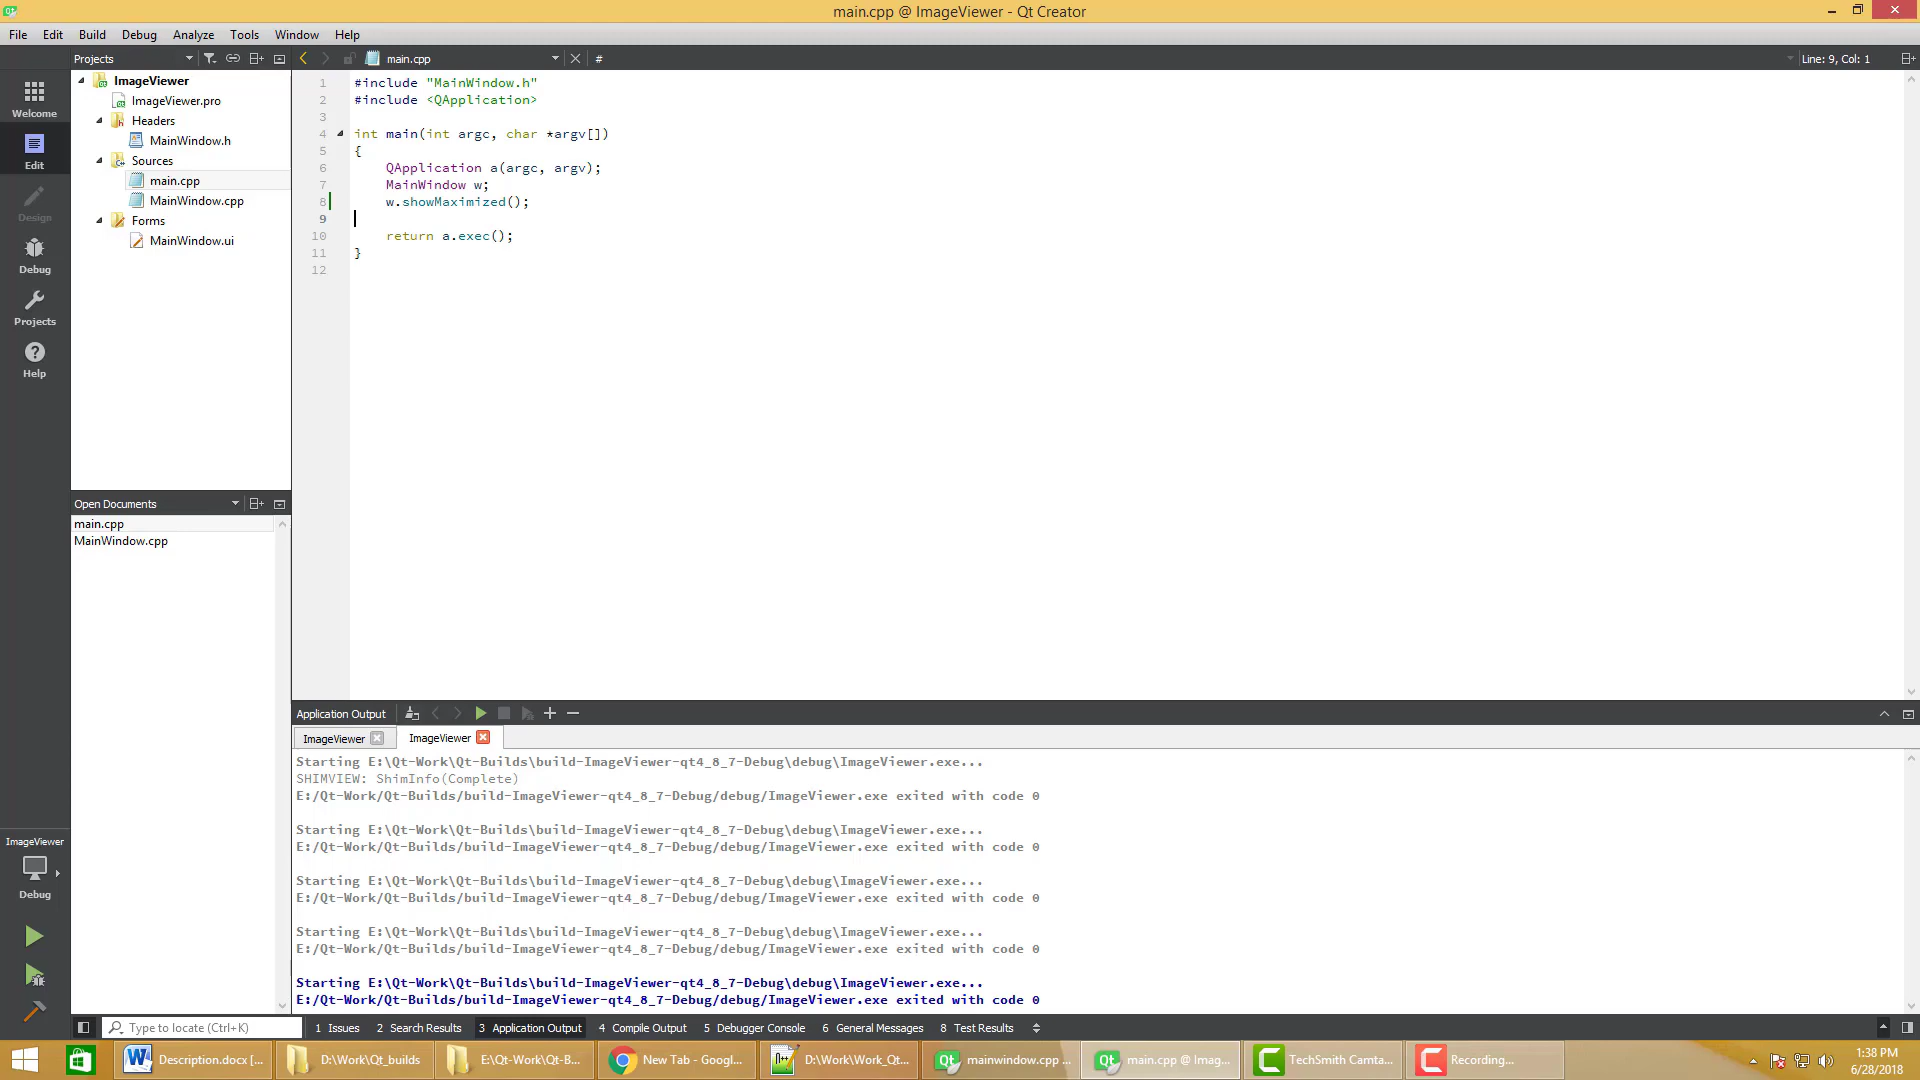 main.cpp @ ImageViewer - Qt Creator
File Edit Build Debug Analyze Tools Window Help
Projects
main.cpp
#
Line: 9, Col: 1
Welcome
Edit
Design
Debug
Projects
Help
ImageViewer
ImageViewer.pro
Headers
MainWindow.h
Sources
main.cpp
MainWindow.cpp
Forms
MainWindow.ui
1 #include "MainWindow.h"
2 #include <QApplication>
3
4 int main(int argc, char *argv[])
5 {
6 QApplication a(argc, argv);
7 MainWindow w;
8 w.showMaximized();
9
10 return a.exec();
11 }
12
Open Documents
main.cpp
MainWindow.cpp
Application Output
ImageViewer
ImageViewer
Starting E:\Qt-Work\Qt-Builds\build-ImageViewer-qt4_8_7-Debug\debug\ImageViewer.exe...
SHIMVIEW: ShimInfo(Complete)
E:/Qt-Work/Qt-Builds/build-ImageViewer-qt4_8_7-Debug/debug/ImageViewer.exe exited with code 0
Starting E:\Qt-Work\Qt-Builds\build-ImageViewer-qt4_8_7-Debug\debug\ImageViewer.exe...
E:/Qt-Work/Qt-Builds/build-ImageViewer-qt4_8_7-Debug/debug/ImageViewer.exe exited with code 0
Starting E:\Qt-Work\Qt-Builds\build-ImageViewer-qt4_8_7-Debug\debug\ImageViewer.exe...
E:/Qt-Work/Qt-Builds/build-ImageViewer-qt4_8_7-Debug/debug/ImageViewer.exe exited with code 0
Starting E:\Qt-Work\Qt-Builds\build-ImageViewer-qt4_8_7-Debug\debug\ImageViewer.exe...
E:/Qt-Work/Qt-Builds/build-ImageViewer-qt4_8_7-Debug/debug/ImageViewer.exe exited with code 0
Starting E:\Qt-Work\Qt-Builds\build-ImageViewer-qt4_8_7-Debug\debug\ImageViewer.exe...
E:/Qt-Work/Qt-Builds/build-ImageViewer-qt4_8_7-Debug/debug/ImageViewer.exe exited with code 0
ImageViewer
Debug
Type to locate (Ctrl+K)
1 Issues 2 Search Results 3 Application Output 4 Compile Output 5 Debugger Console 6 General Messages 8 Test Results
Description.docx [...
D:\Work\Qt_builds
E:\Qt-Work\Qt-B...
New Tab - Googl...
D:\Work\Work_Qt...
mainwindow.cpp ...
main.cpp @ Imag...
TechSmith Camta...
Recording...
1:38 PM
6/28/2018